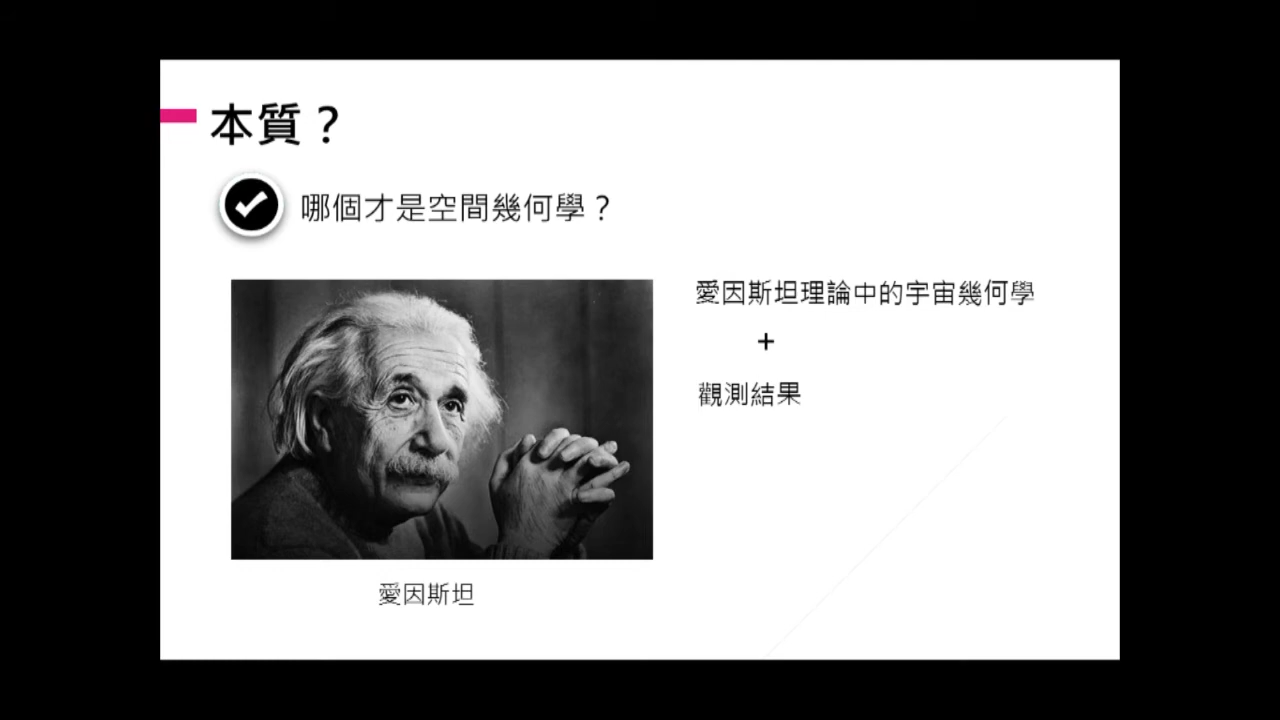 本質？
哪個才是空間幾何學？
愛因斯坦理論中的宇宙幾何學
+
觀測結果
愛因斯坦